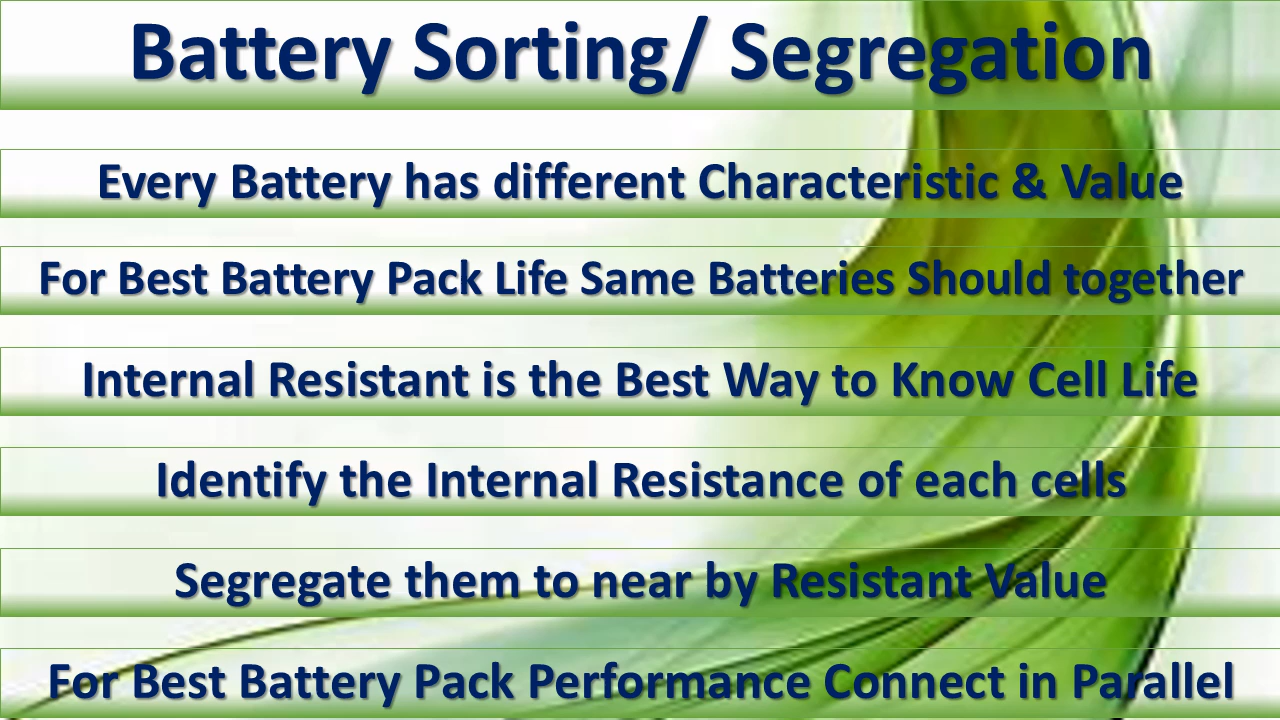 Battery Sorting/ Segregation
Every Battery has different Characteristic & Value
For Best Battery Pack Life Same Batteries Should together
Internal Resistant is the Best Way to Know Cell Life
Identify the Internal Resistance of each cells
Segregate them to near by Resistant Value
For Best Battery Pack Performance Connect in Parallel